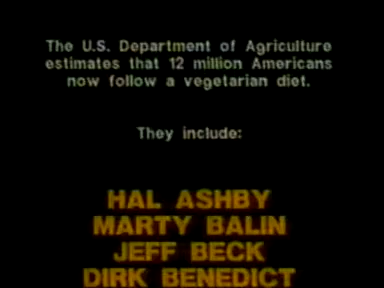 The U.S. Department of Agriculture
estimates that 12 million Americans
now follow a vegetarian diet.
They include:
HAL ASHBY
MARTY BALIN
JEFF BECK
DIRK BENEDICT